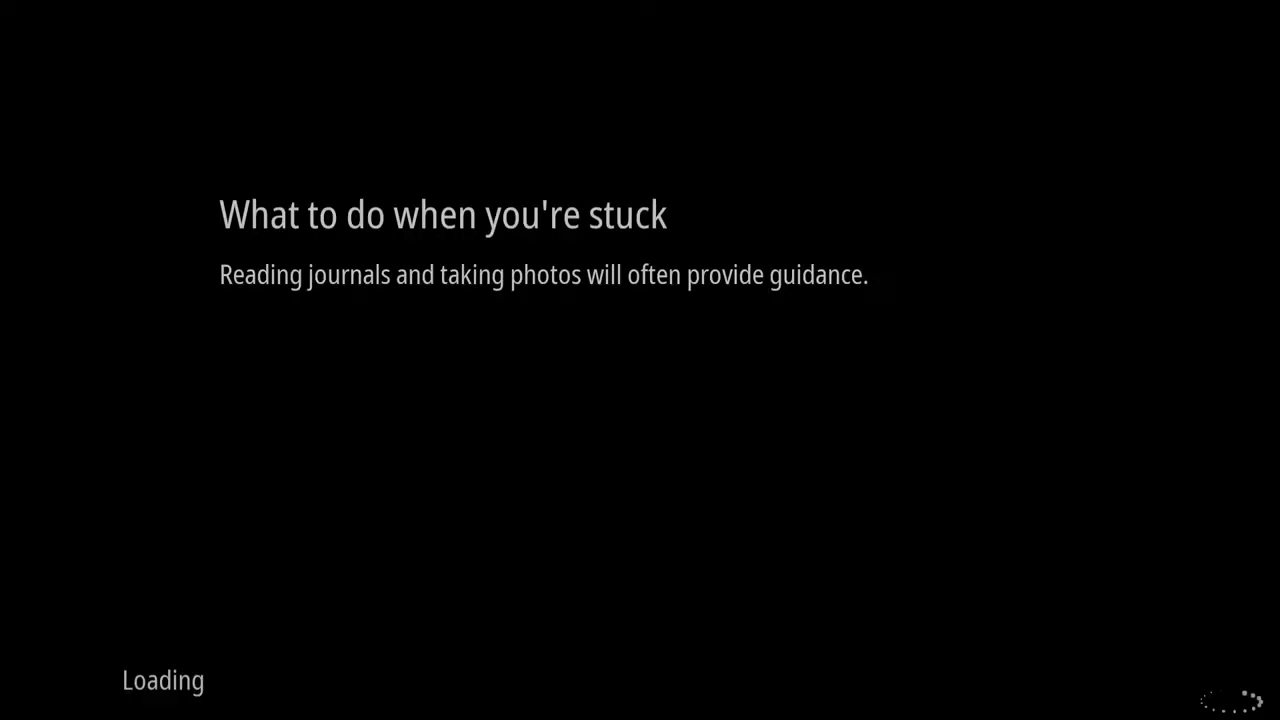 What to do when you're stuck
Reading journals and taking photos will often provide guidance.
Loading